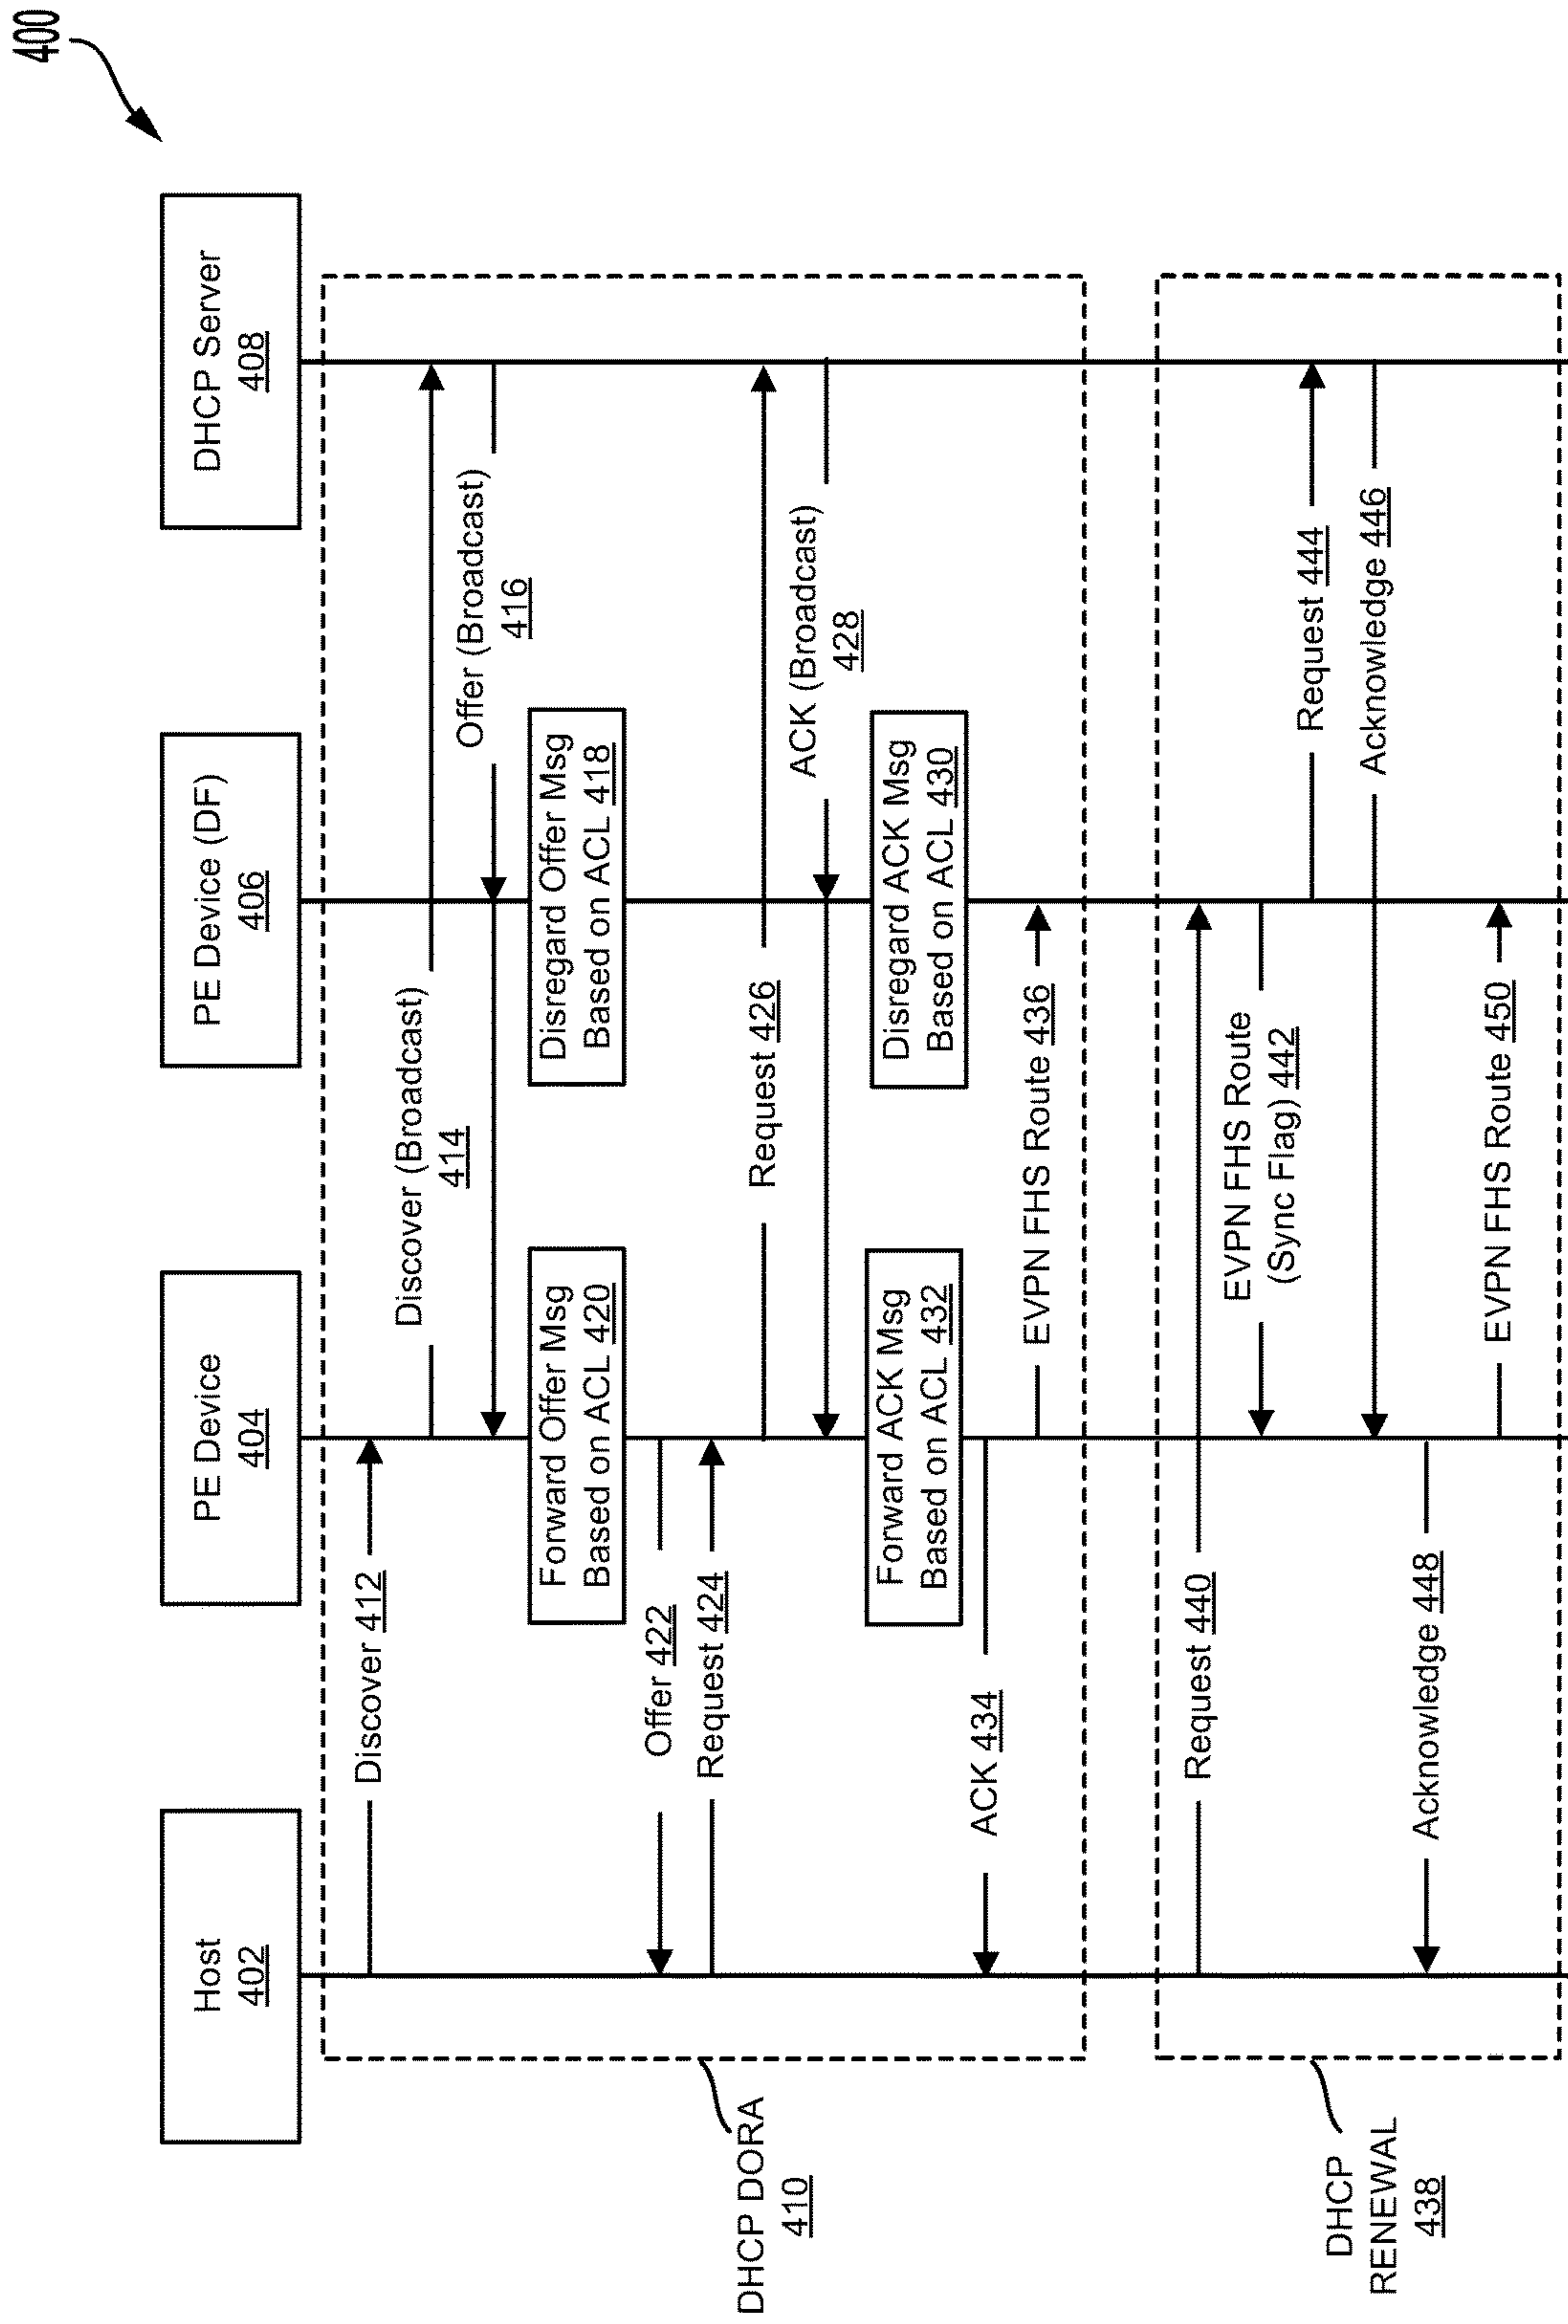 400
Host
402
PE Device
404
PE Device (DF)
406
DHCP Server
408
DHCP DORA
410
Discover 412
Discover (Broadcast)
414
Offer (Broadcast)
416
Disregard Offer Msg
Based on ACL 418
Forward Offer Msg
Based on ACL 420
Offer 422
Request 424
Request 426
ACK (Broadcast)
428
Disregard ACK Msg
Based on ACL 430
Forward ACK Msg
Based on ACL 432
ACK 434
EVPN FHS Route 436
DHCP
RENEWAL
438
Request 440
EVPN FHS Route
(Sync Flag) 442
Request 444
Acknowledge 446
Acknowledge 448
EVPN FHS Route 450